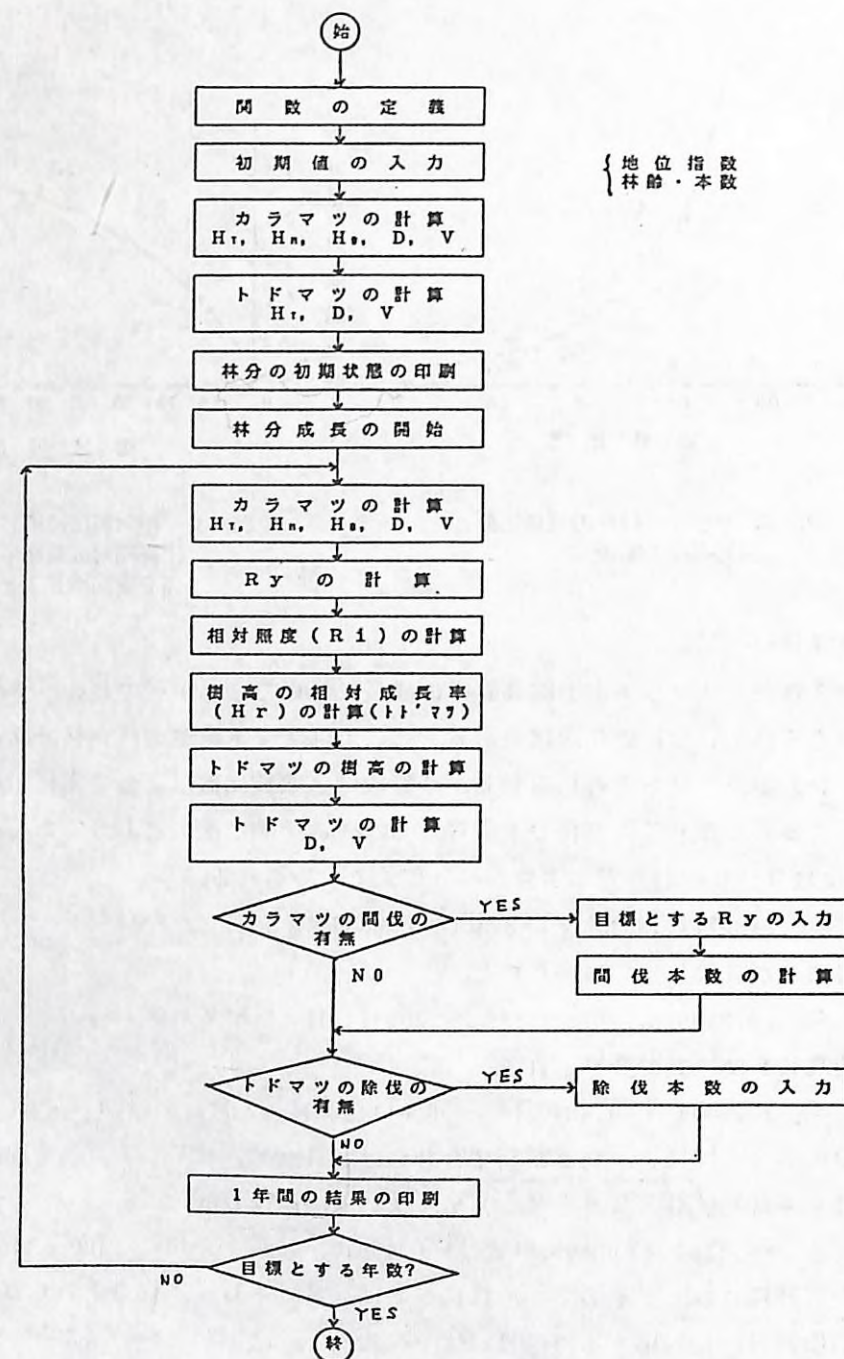 始
関数の定義
初期値の入力
地位指数
林齢・本数
カラマツの計算
HT, Hn, HB, D, V
トドマツの計算
HT, D, V
林分の初期状態の印刷
林分成長の開始
カラマツの計算
HT, Hn, HB, D, V
Ryの計算
相対照度(Ri)の計算
樹高の相対成長率
(Hr)の計算(トドマツ)
トドマツの樹高の計算
トドマツの計算
D, V
カラマツの間伐の
有無
YES
目標とするRyの入力
NO
間伐本数の計算
トドマツの除伐の
有無
YES
除伐本数の入力
NO
1年間の結果の印刷
目標とする年数?
NO
YES
終